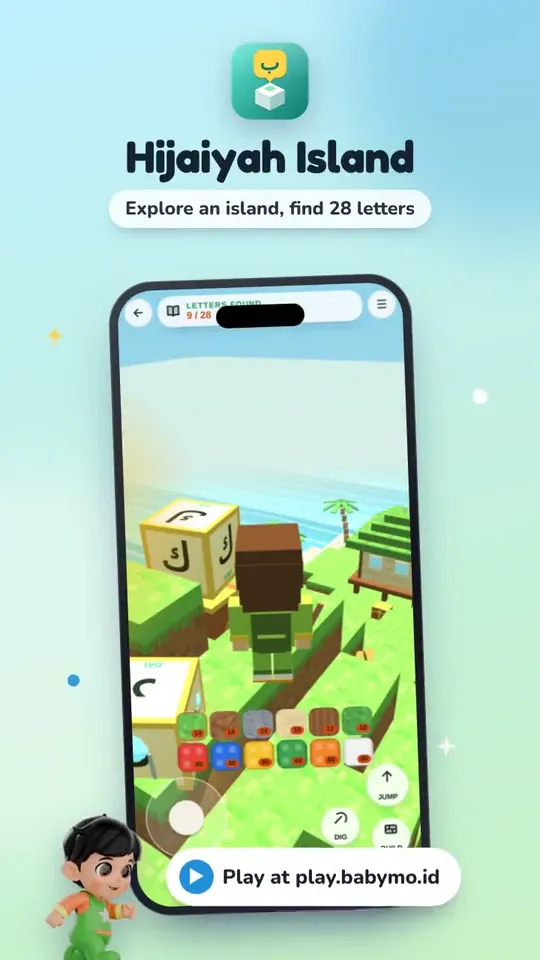 ب
Hijaiyah Island
Explore an island, find 28 letters
LETTERS FOUND
9 / 28
ك
ك
JUMP
DIG
Play at play.babymo.id